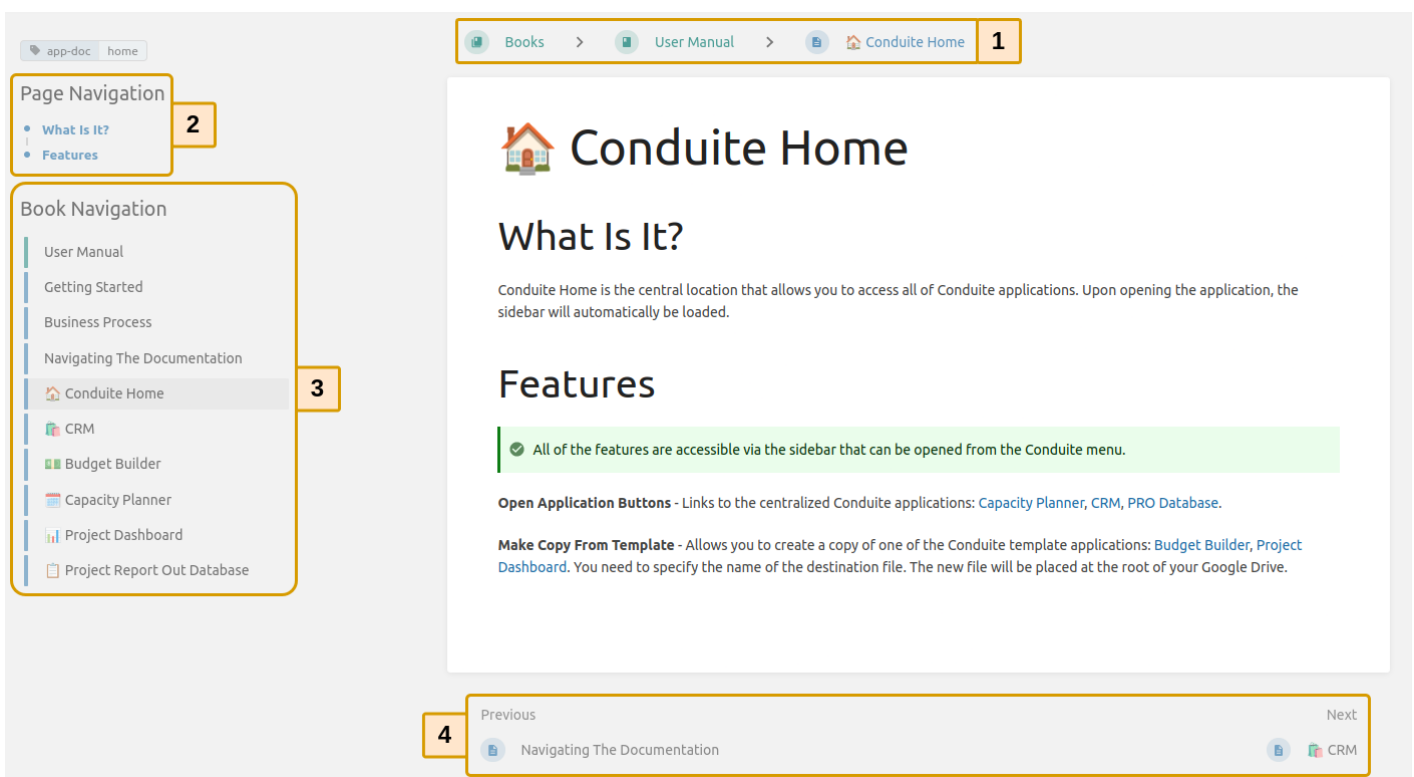 app-doc home
Books > User Manual > Conduite Home
1
Page Navigation
What Is It?
Features
2
Book Navigation
User Manual
Getting Started
Business Process
Navigating The Documentation
Conduite Home
CRM
Budget Builder
Capacity Planner
Project Dashboard
Project Report Out Database
3
Conduite Home
What Is It?
Conduite Home is the central location that allows you to access all of Conduite applications. Upon opening the application, the
sidebar will automatically be loaded.
Features
All of the features are accessible via the sidebar that can be opened from the Conduite menu.
Open Application Buttons - Links to the centralized Conduite applications: Capacity Planner, CRM, PRO Database.
Make Copy From Template - Allows you to create a copy of one of the Conduite template applications: Budget Builder, Project
Dashboard. You need to specify the name of the destination file. The new file will be placed at the root of your Google Drive.
4
Previous
Navigating The Documentation
Next
CRM